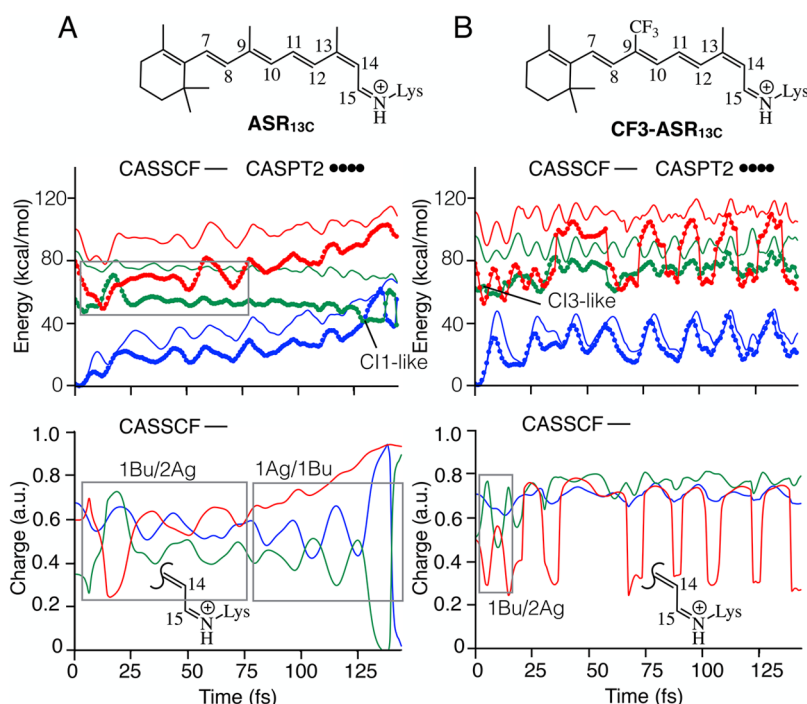 A
7
8
9
10
11
12
13
14
15
N
⊕
H
Lys
ASR13C
B
CF3
7
8
9
10
11
12
13
14
15
N
⊕
H
Lys
CF3-ASR13C
CASSCF — CASPT2 ●●●●
CASSCF — CASPT2 ●●●●
Energy (kcal/mol)
120
80
40
0
CI1-like
Energy (kcal/mol)
120
80
40
0
CI3-like
CASSCF —
Charge (a.u.)
1.0
0.8
0.6
0.4
0.2
0
1Bu/2Ag
1Ag/1Bu
14
15
N
⊕
H
Lys
0 25 50 75 100 125
Time (fs)
CASSCF —
Charge (a.u.)
1.0
0.8
0.6
0.4
0.2
0
1Bu/2Ag
14
15
N
⊕
H
Lys
0 25 50 75 100 125
Time (fs)